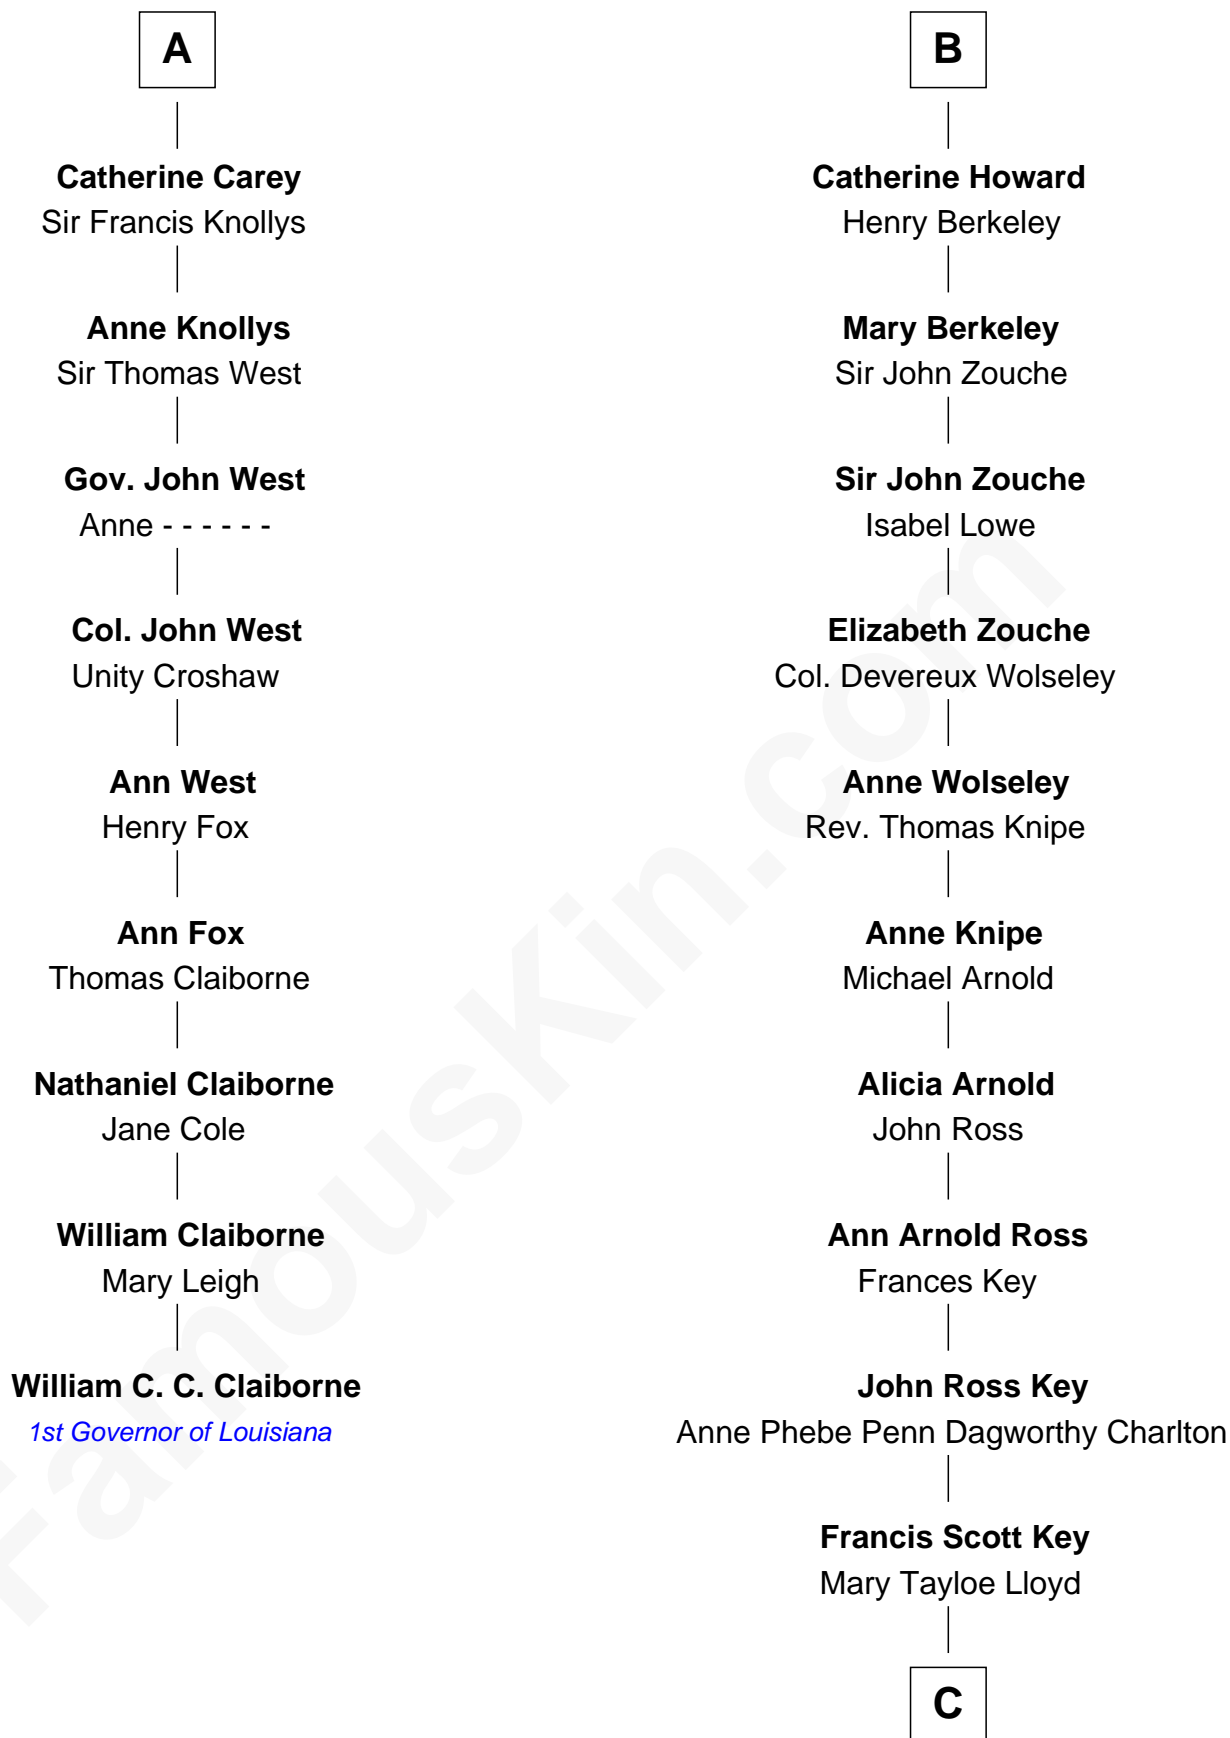 A
Catherine Carey
Sir Francis Knollys
Anne Knollys
Sir Thomas West
Gov. John West
Anne - - - - - -
Col. John West
Unity Croshaw
Ann West
Henry Fox
Ann Fox
Thomas Claiborne
Nathaniel Claiborne
Jane Cole
William Claiborne
Mary Leigh
William C. C. Claiborne
1st Governor of Louisiana
B
Catherine Howard
Henry Berkeley
Mary Berkeley
Sir John Zouche
Sir John Zouche
Isabel Lowe
Elizabeth Zouche
Col. Devereux Wolseley
Anne Wolseley
Rev. Thomas Knipe
Anne Knipe
Michael Arnold
Alicia Arnold
John Ross
Ann Arnold Ross
Frances Key
John Ross Key
Anne Phebe Penn Dagworthy Charlton
Francis Scott Key
Mary Tayloe Lloyd
C
FamousKin.com